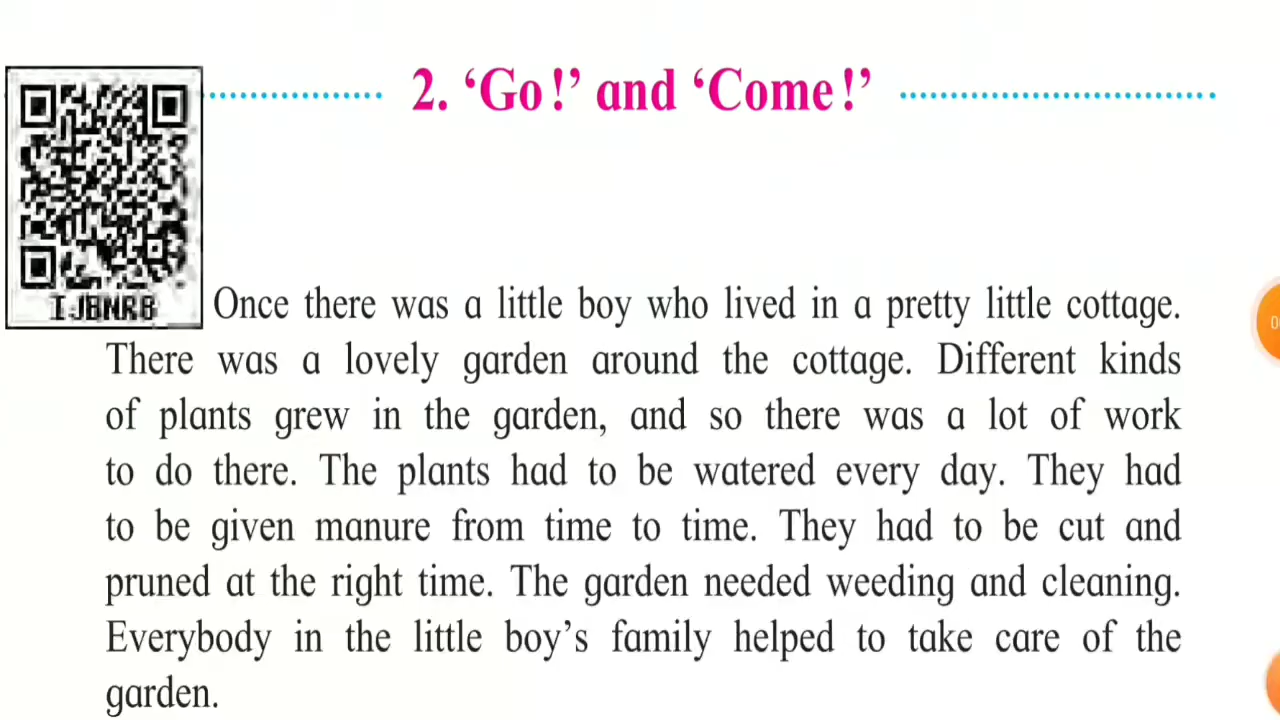 2. ‘Go!’ and ‘Come!’
IJBNRB
Once there was a little boy who lived in a pretty little cottage.
There was a lovely garden around the cottage. Different kinds
of plants grew in the garden, and so there was a lot of work
to do there. The plants had to be watered every day. They had
to be given manure from time to time. They had to be cut and
pruned at the right time. The garden needed weeding and cleaning.
Everybody in the little boy’s family helped to take care of the
garden.